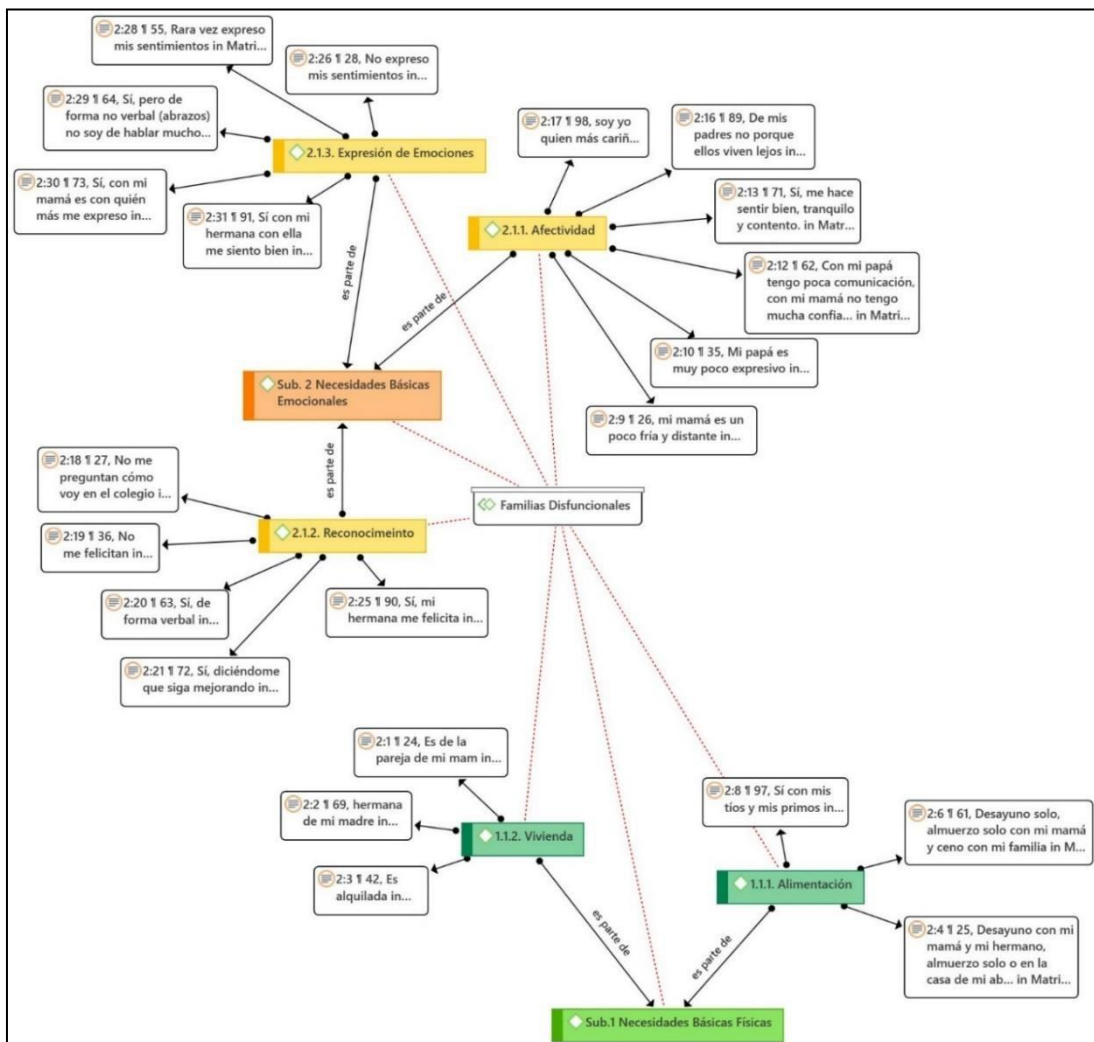 2:28 ¶ 55, Rara vez expreso
mis sentimientos in Matri...
2:26 ¶ 28, No expreso
mis sentimientos in...
2:29 ¶ 64, Sí, pero de
forma no verbal (abrazos)
no soy de hablar mucho...
2.1.3. Expresión de Emociones
2:30 ¶ 73, Sí, con mi
mamá es con quién
más me expreso in...
2:31 ¶ 91, Sí con mi
hermana con ella
me siento bien in...
2:17 ¶ 98, soy yo
quien más cariñ...
2:16 ¶ 89, De mis
padres no porque
ellos viven lejos in...
2:13 ¶ 71, Sí, me hace
sentir bien, tranquilo
y contento. in Matr...
2.1.1. Afectividad
2:12 ¶ 62, Con mi papá
tengo poca comunicación,
con mi mamá no tengo
mucha confia... in Matri...
es parte de
es parte de
2:10 ¶ 35, Mi papá es
muy poco expresivo in...
2:9 ¶ 26, mi mamá es un
poco fría y distante in...
Sub. 2 Necesidades Básicas
Emocionales
es parte de
2:18 ¶ 27, No me
preguntan cómo
voy en el colegio i...
Familias Disfuncionales
2.1.2. Reconocimeinto
2:19 ¶ 36, No
me felicitan in...
2:20 ¶ 63, Sí, de
forma verbal in...
2:25 ¶ 90, Sí, mi
hermana me felicita in...
2:21 ¶ 72, Sí, diciéndome
que siga mejorando in...
2:1 ¶ 24, Es de la
pareja de mi mam in...
2:2 ¶ 69, hermana
de mi madre in...
1.1.2. Vivienda
2:3 ¶ 42, Es
alquilada in...
2:8 ¶ 97, Sí con mis
tíos y mis primos in...
2:6 ¶ 61, Desayuno solo,
almuerzo solo con mi mamá
y ceno con mi familia in M...
1.1.1. Alimentación
2:4 ¶ 25, Desayuno con mi
mamá y mi hermano,
almuerzo solo o en la
casa de mi ab... in Matri...
es parte de
es parte de
Sub.1 Necesidades Básicas Físicas